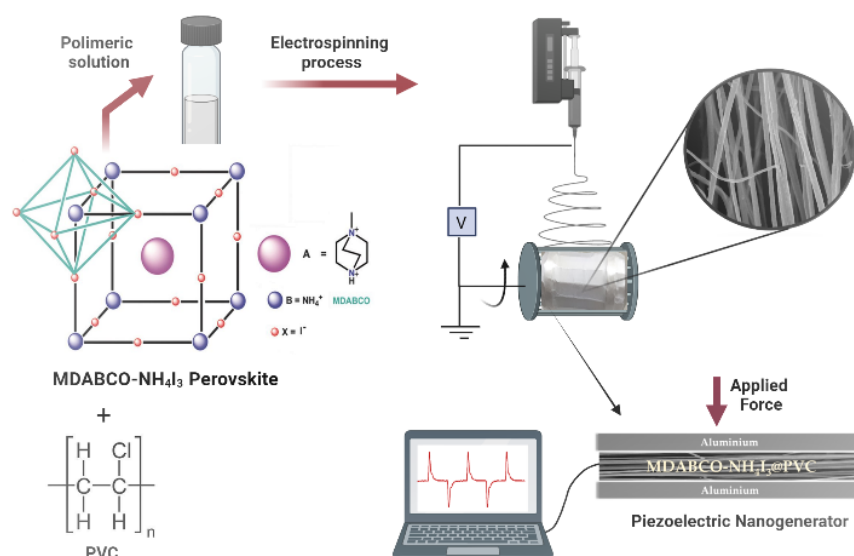 Polimeric
solution
Electrospinning
process
V
A =
N⁺
N⁺
H
B = NH₄⁺ MDABCO
X = I⁻
MDABCO-NH₄I₃ Perovskite
+
H Cl
C C
H H
n
PVC
Applied
Force
Aluminium
MDABCO-NH₄I₃@PVC
Aluminium
Piezoelectric Nanogenerator